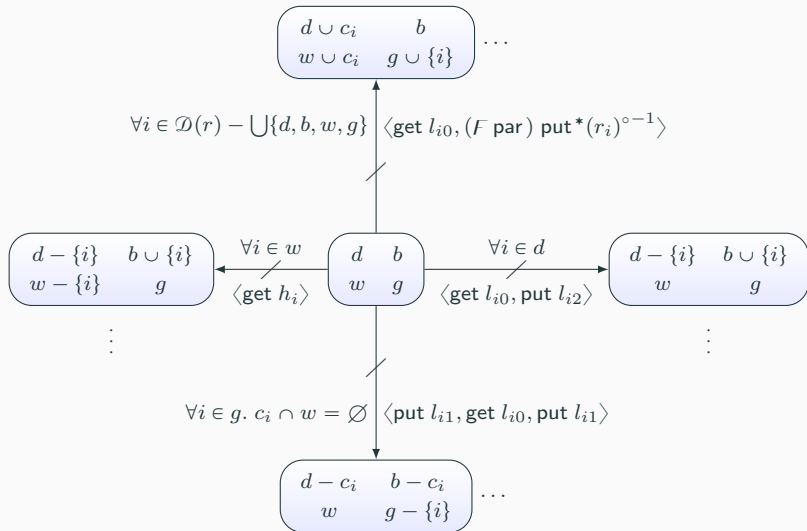 d ∪ c_i b
w ∪ c_i g ∪ {i} ⋯
∀i ∈ 𝒟(r) − ⋃{d, b, w, g} ⟨get l_{i0}, (F par) put*(r_i)^{∘−1}⟩
∀i ∈ w ∀i ∈ d
d − {i} b ∪ {i} d b d − {i} b ∪ {i}
w − {i} g w g w g
⟨get h_i⟩ ⟨get l_{i0}, put l_{i2}⟩
⋮ ⋮
∀i ∈ g. c_i ∩ w = ∅ ⟨put l_{i1}, get l_{i0}, put l_{i1}⟩
d − c_i b − c_i
w g − {i} ⋯